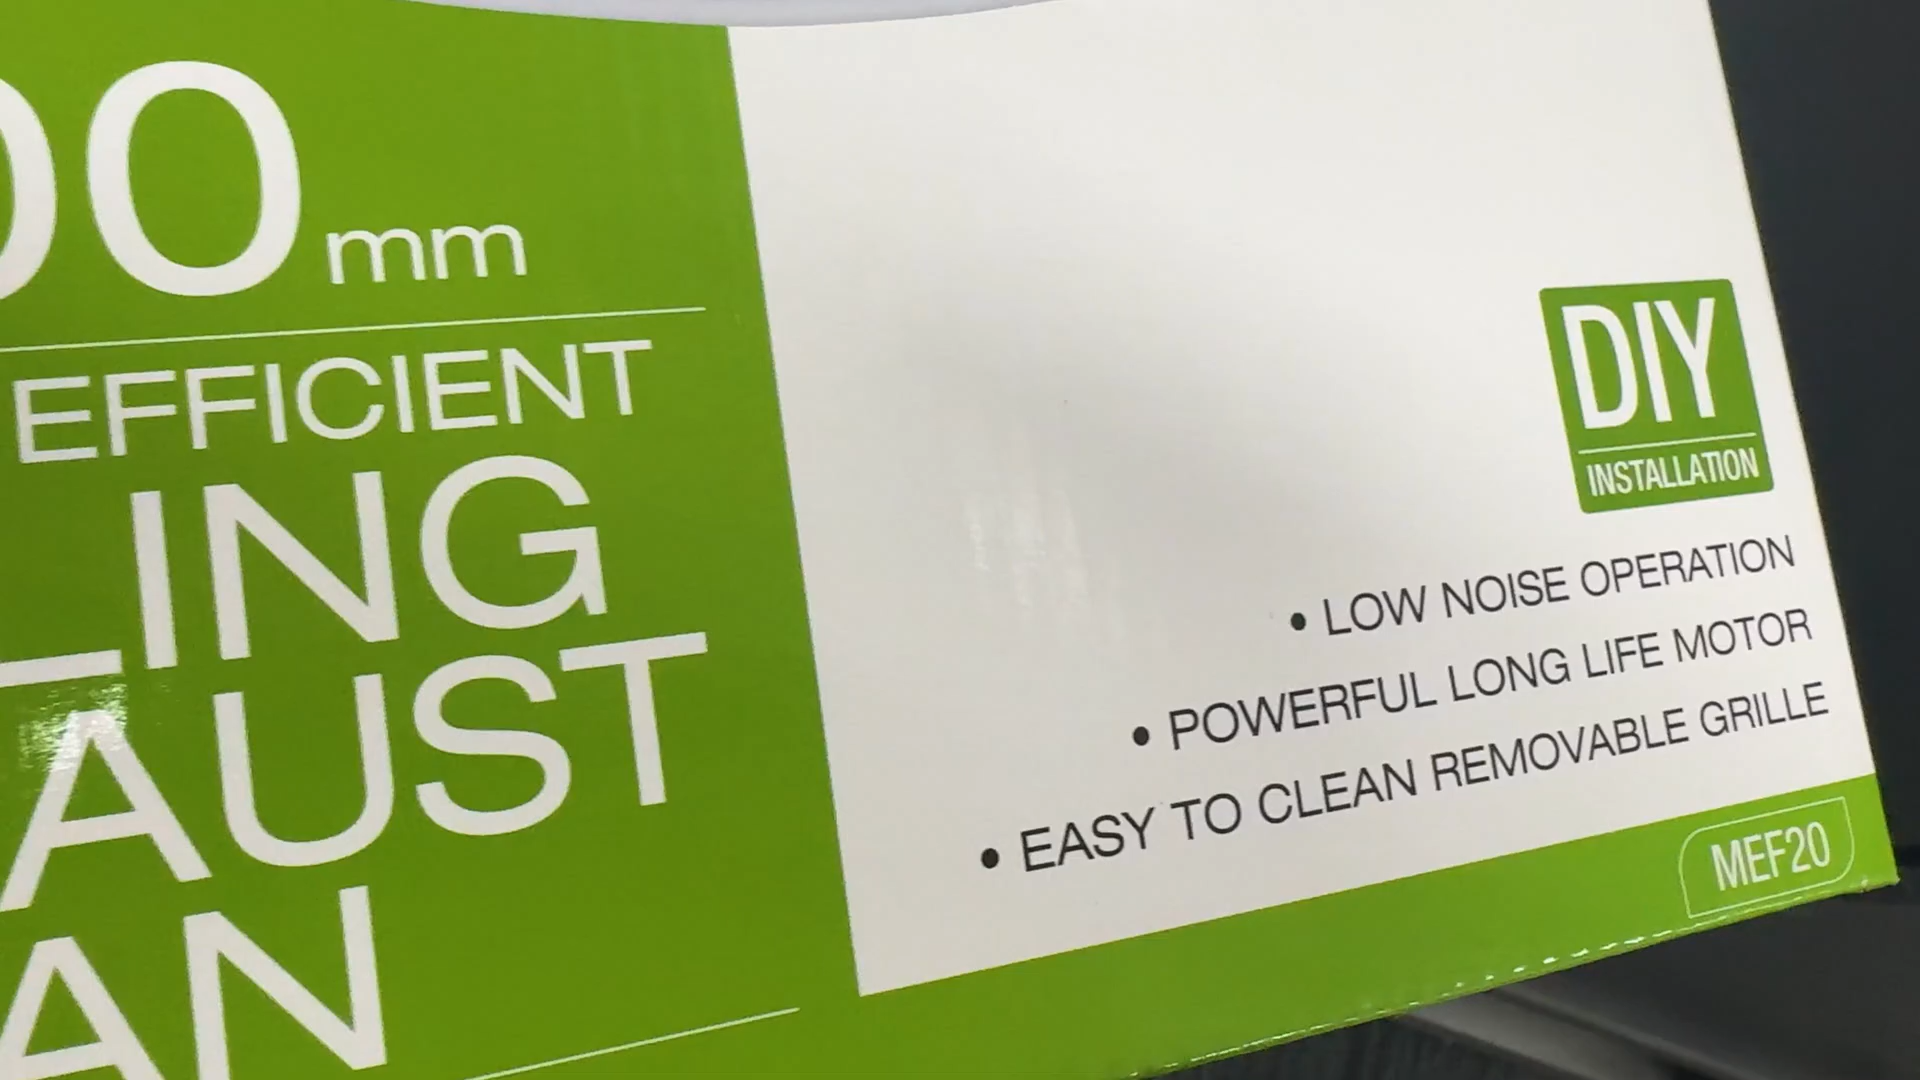 00mm
EFFICIENT
LING
AUST
AN
DIY
INSTALLATION
• LOW NOISE OPERATION
• POWERFUL LONG LIFE MOTOR
• EASY TO CLEAN REMOVABLE GRILLE
MEF20